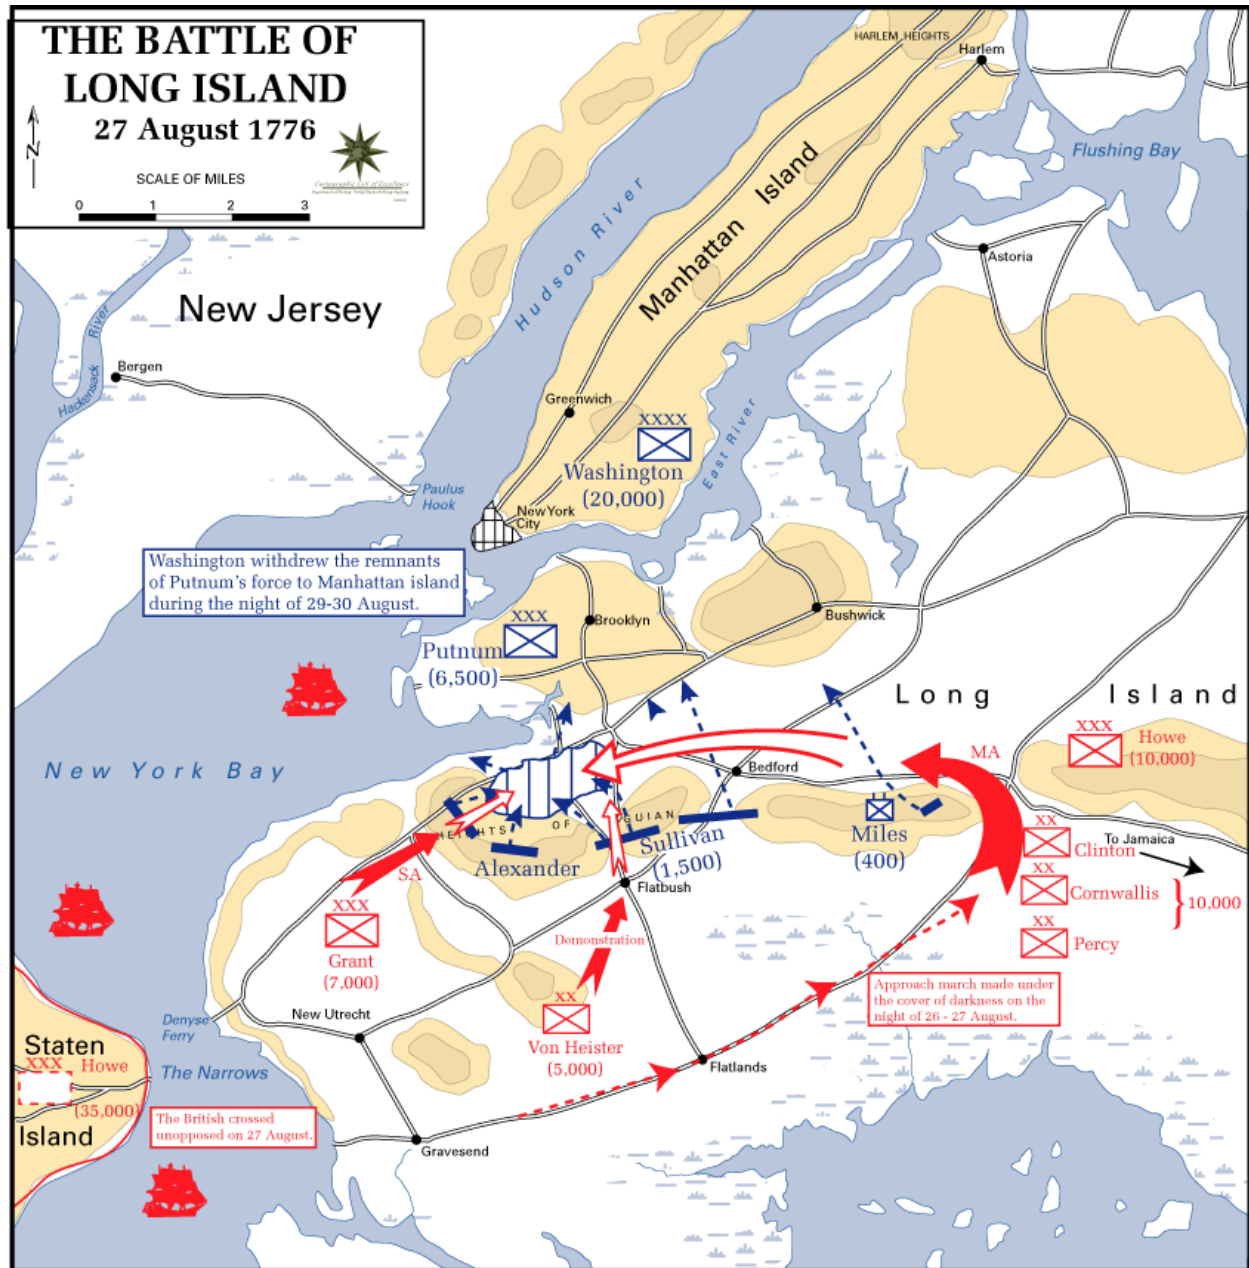 THE BATTLE OF
LONG ISLAND
27 August 1776
N
SCALE OF MILES
0 1 2 3
HARLEM HEIGHTS
Harlem
Flushing Bay
Hudson River
Manhattan Island
Astoria
New Jersey
Hackensack River
Bergen
Greenwich
XXXX
Washington
(20,000)
East River
Paulus
Hook
New York
City
Washington withdrew the remnants
of Putnum's force to Manhattan island
during the night of 29-30 August.
XXX
Brooklyn
Putnum
(6,500)
Bushwick
Long Island
XXX
Howe
(10,000)
MA
New York Bay
Bedford
HEIGHTS OF GUIAN
Alexander
Sullivan
(1,500)
Miles
(400)
To Jamaica
XX
Clinton
XX
Cornwallis
10,000
XX
Percy
SA
Flatbush
XXX
Grant
(7,000)
Demonstration
XX
Von Heister
(5,000)
Approach march made under
the cover of darkness on the
night of 26 - 27 August.
New Utrecht
Denyse
Ferry
The Narrows
Flatlands
Staten
XXX
Howe
(35,000)
Island
The British crossed
unopposed on 27 August.
Gravesend